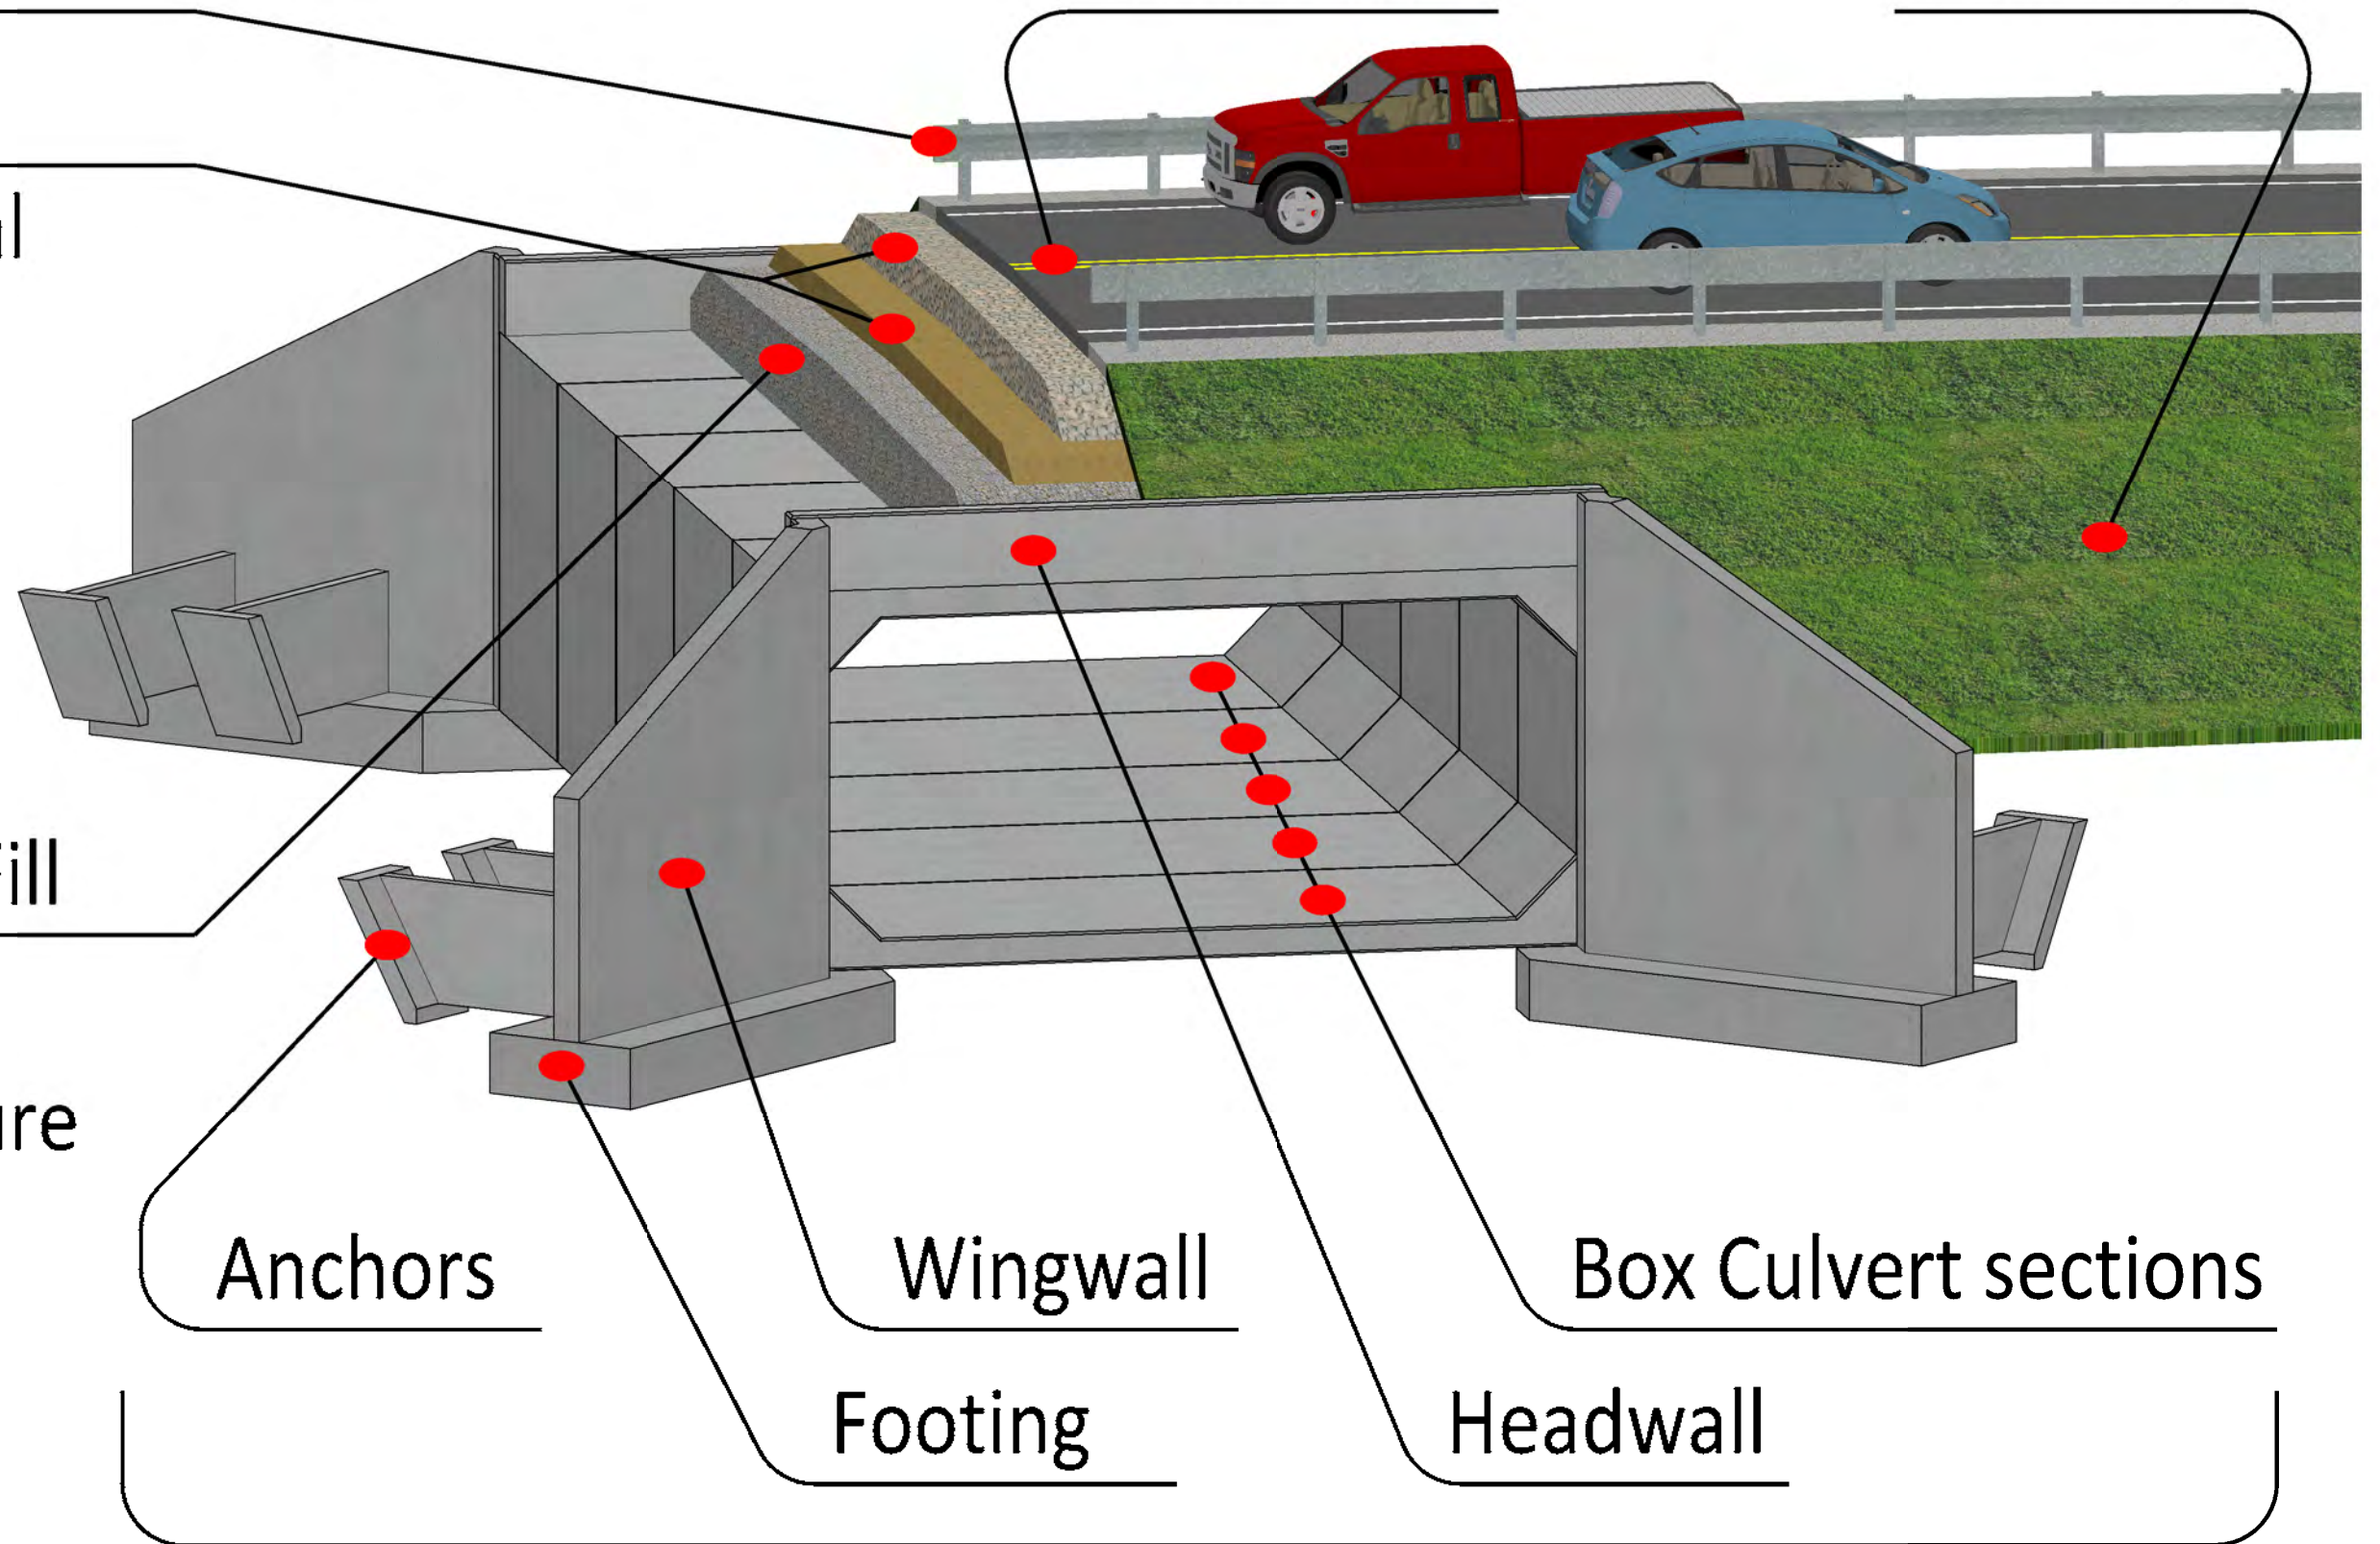 Anchors
Wingwall
Box Culvert sections
Footing
Headwall